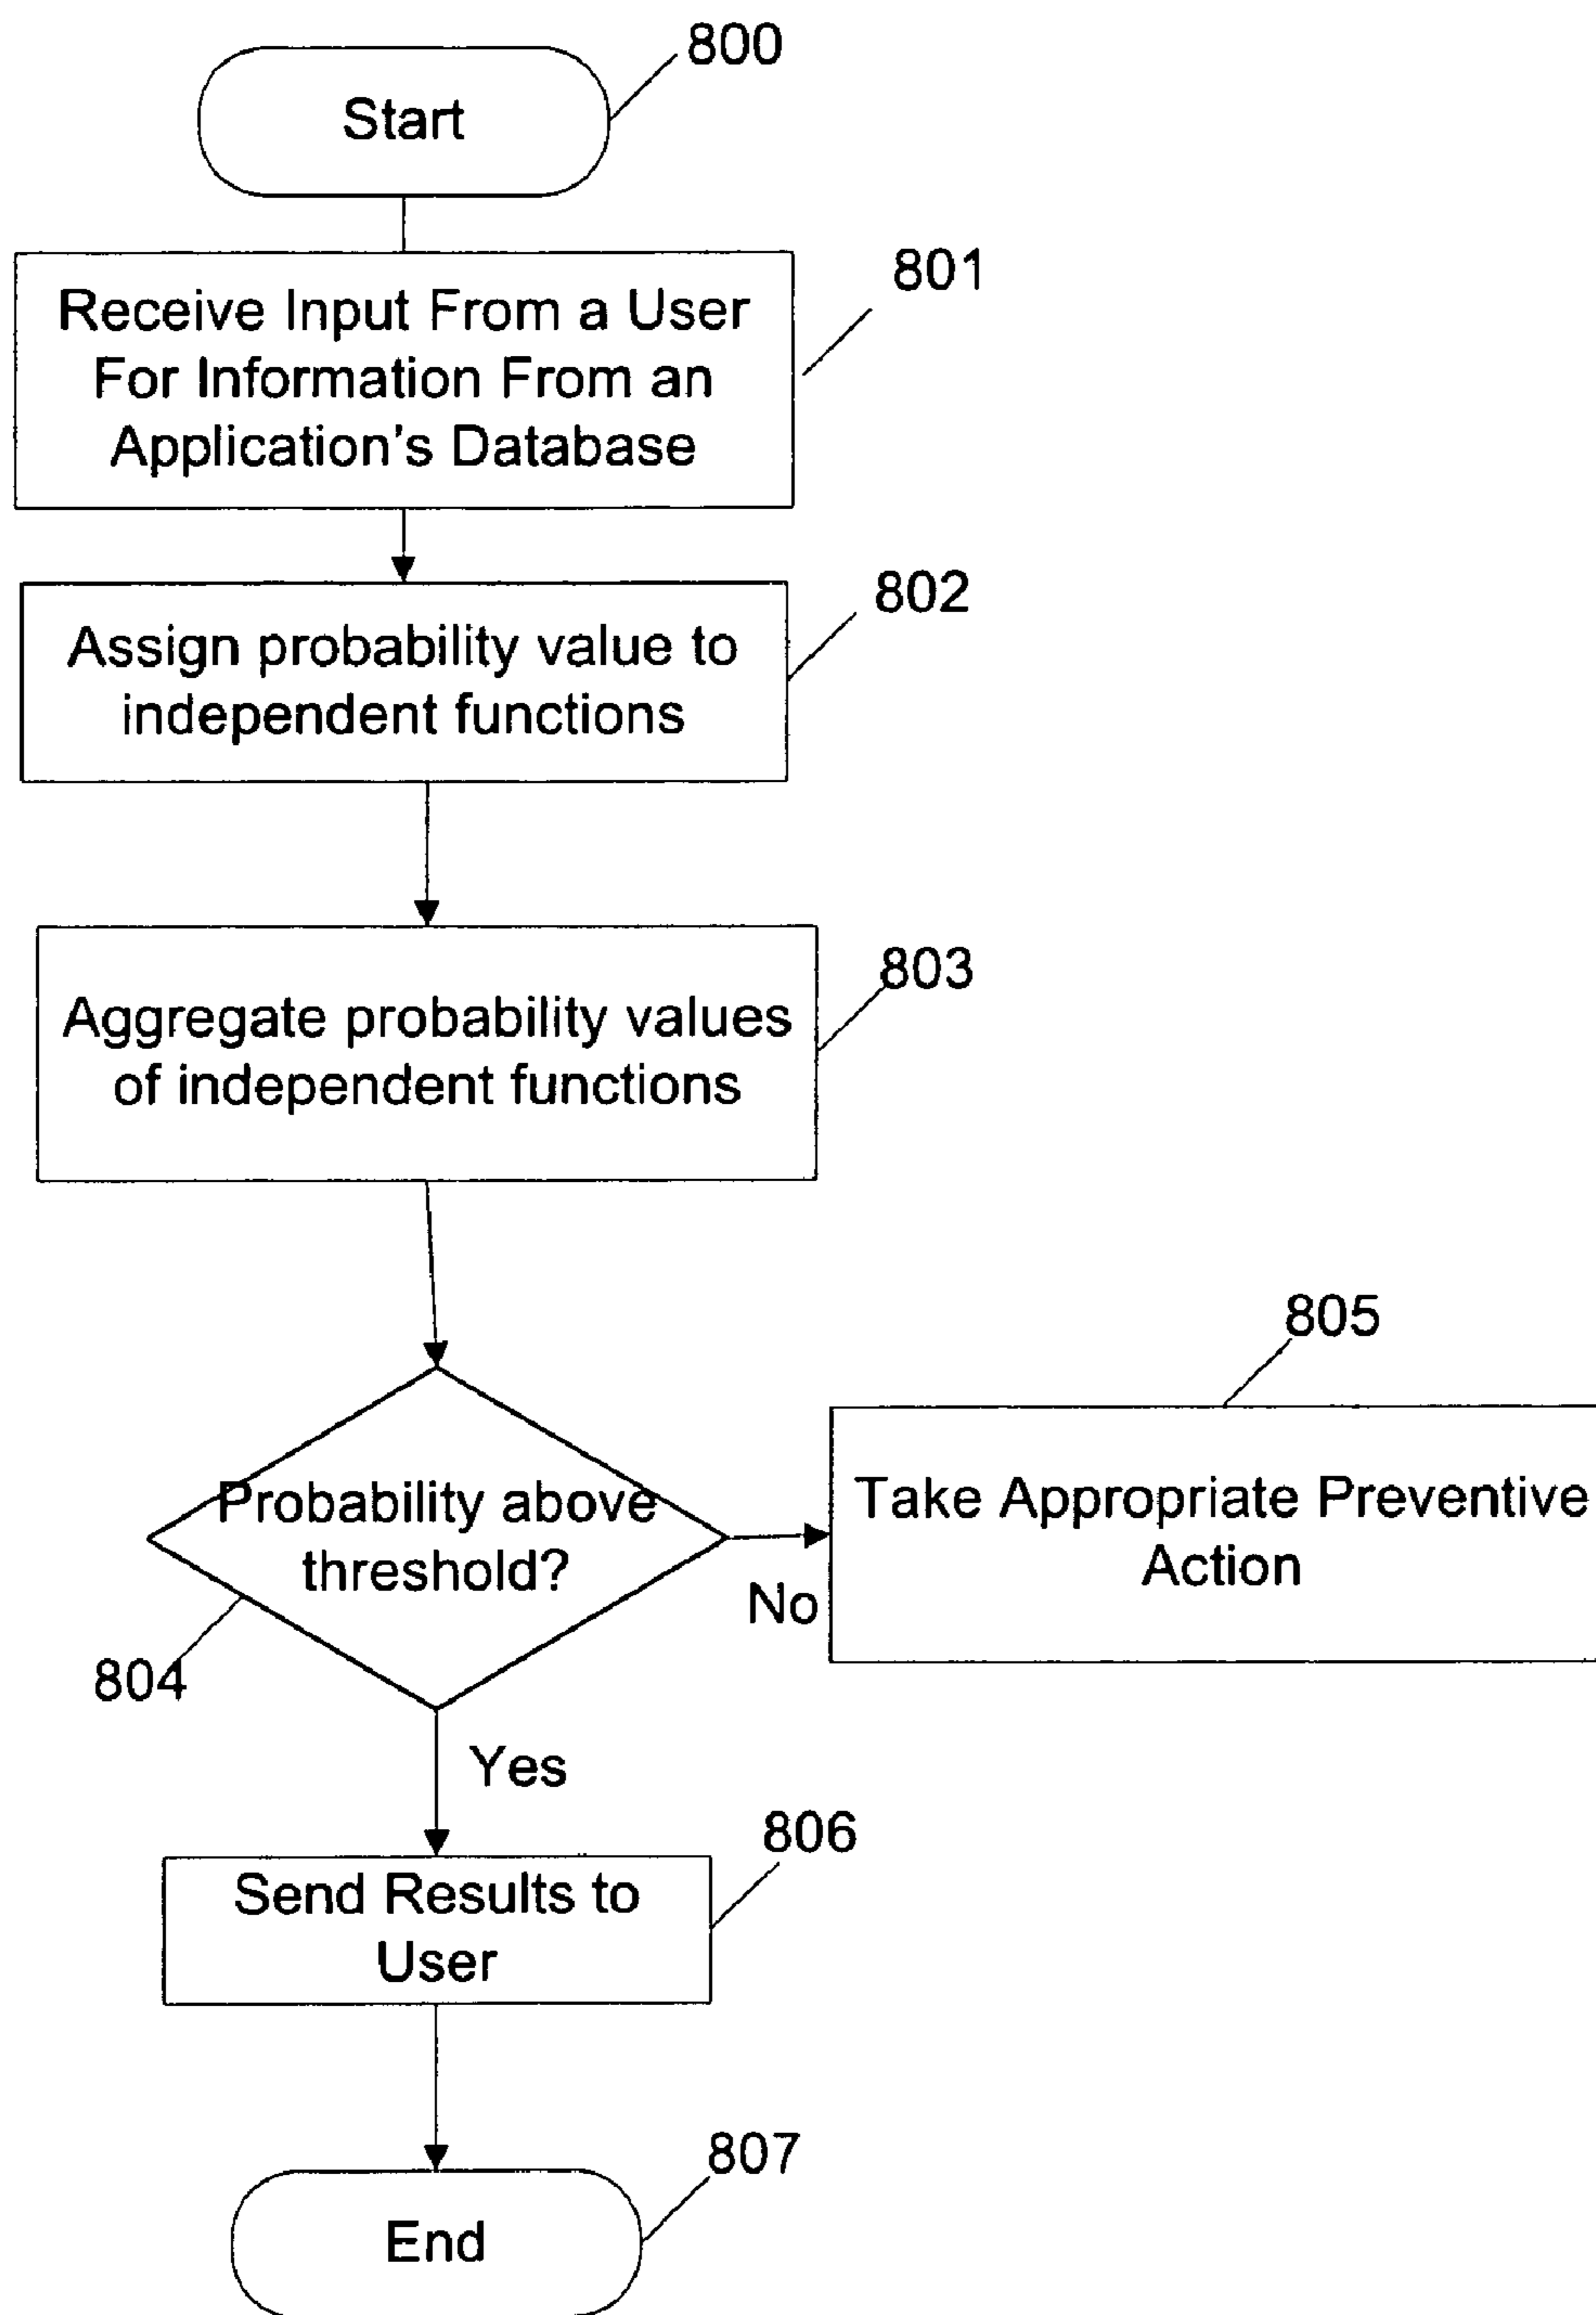 800
Start
801
Receive Input From a User
For Information From an
Application's Database
802
Assign probability value to
independent functions
803
Aggregate probability values
of independent functions
805
Probability above
threshold?
Take Appropriate Preventive
Action
No
804
Yes
806
Send Results to
User
807
End